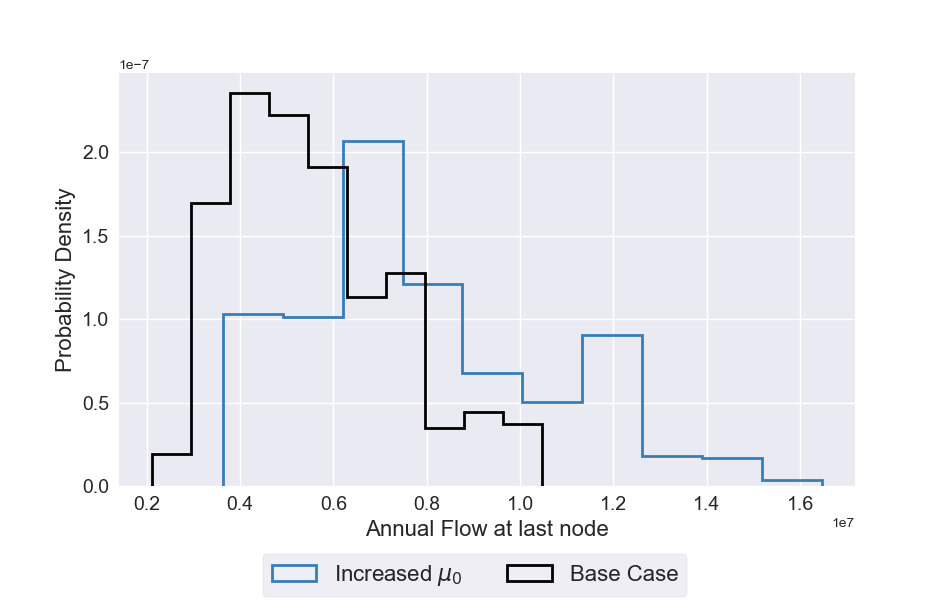 1e−7
Probability Density
2.0
1.5
1.0
0.5
0.0
0.2 0.4 0.6 0.8 1.0 1.2 1.4 1.6
1e7
Annual Flow at last node
Increased μ₀ Base Case